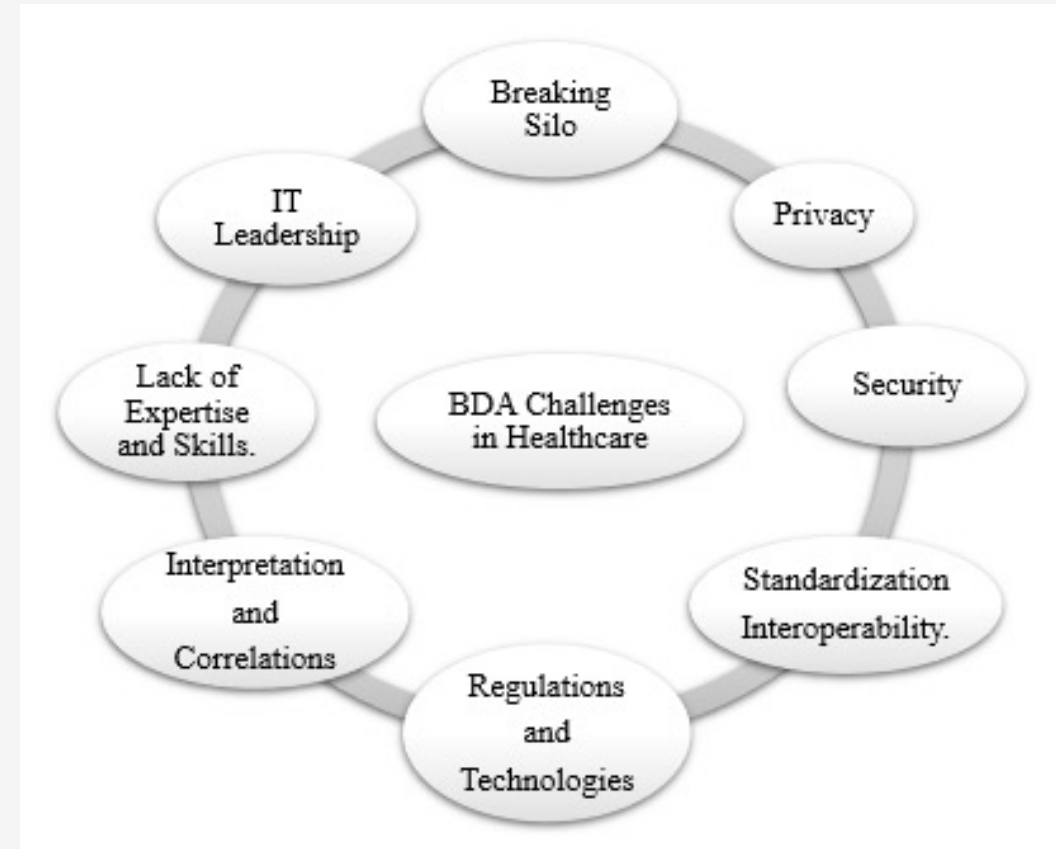 Breaking
Silo
Privacy
Security
Standardization
Interoperability.
Regulations
and
Technologies
Interpretation
and
Correlations
Lack of
Expertise
and Skills.
IT
Leadership
BDA Challenges
in Healthcare